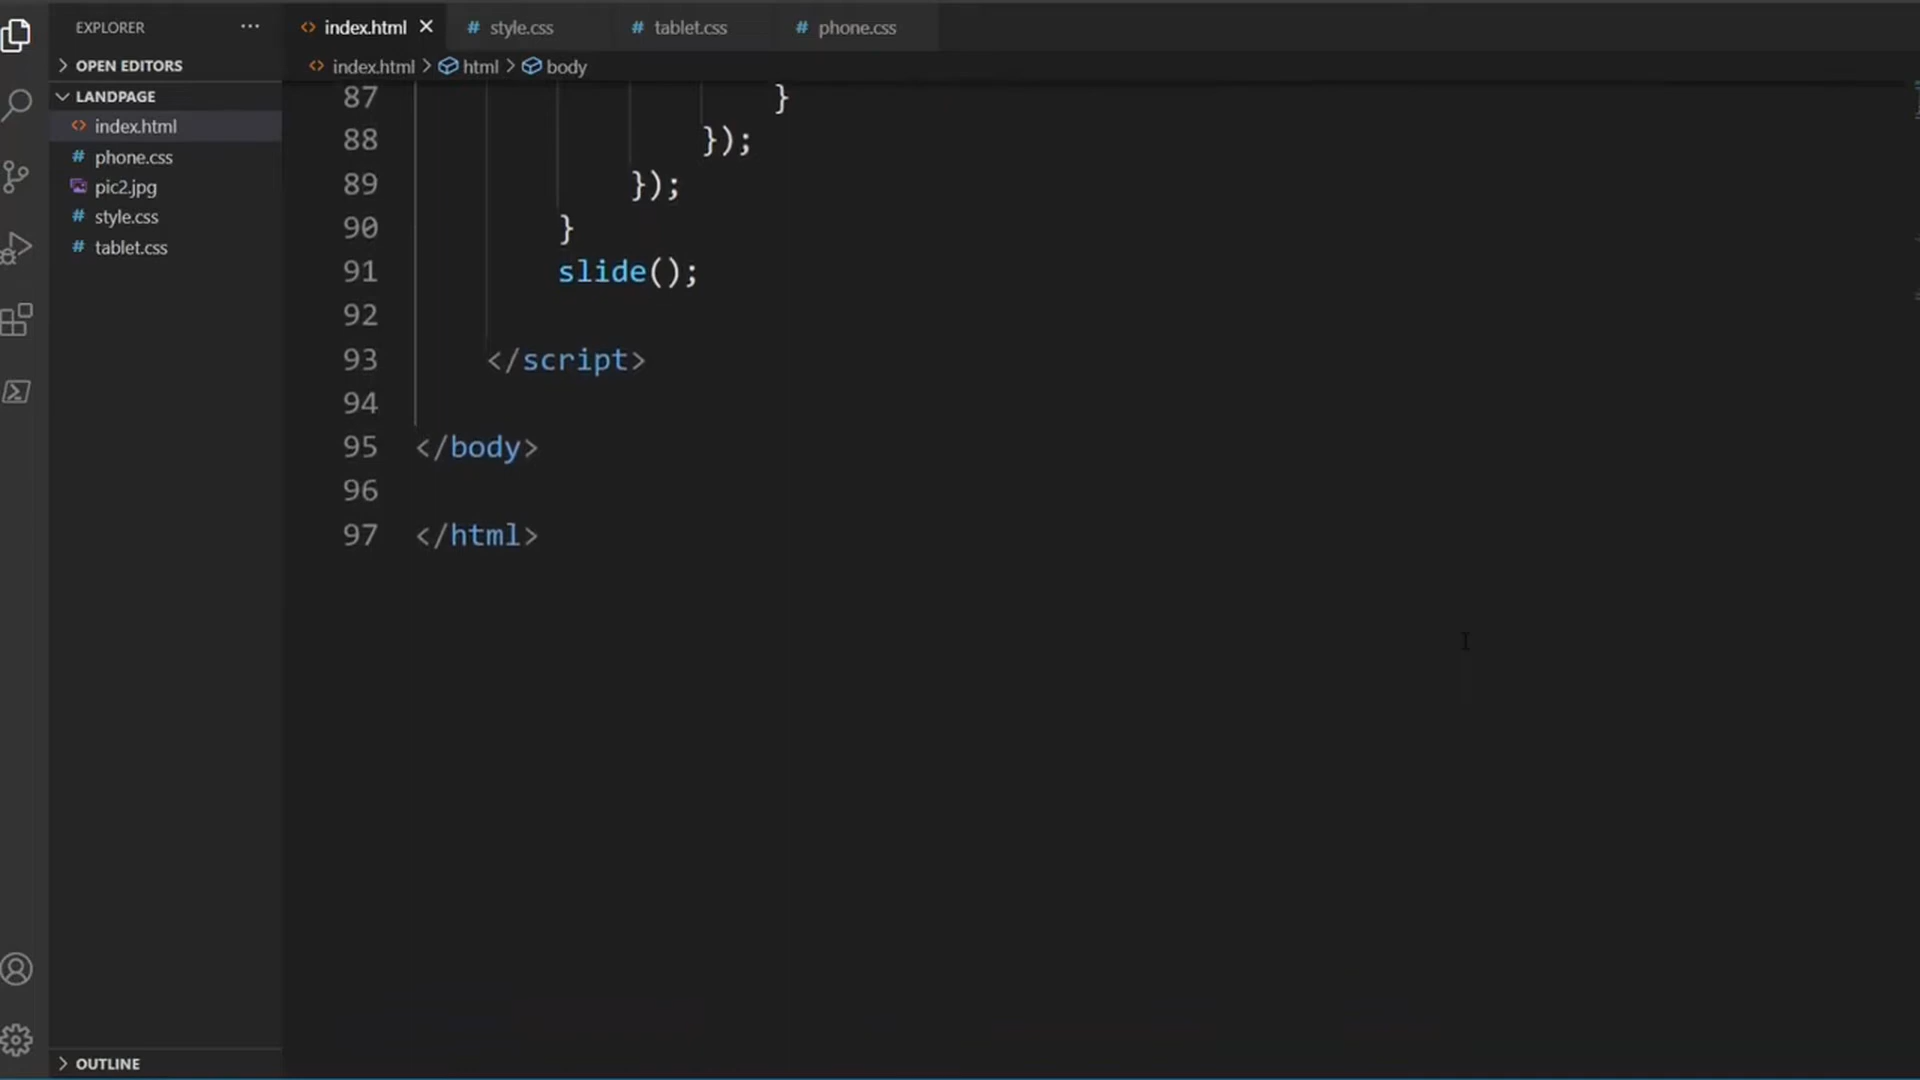 EXPLORER ···
OPEN EDITORS
LANDPAGE
index.html
phone.css
pic2.jpg
style.css
tablet.css
OUTLINE
index.html
style.css
tablet.css
phone.css
index.html > html > body
87 }
88 });
89 });
90 }
91 slide();
92
93 </script>
94
95 </body>
96
97 </html>